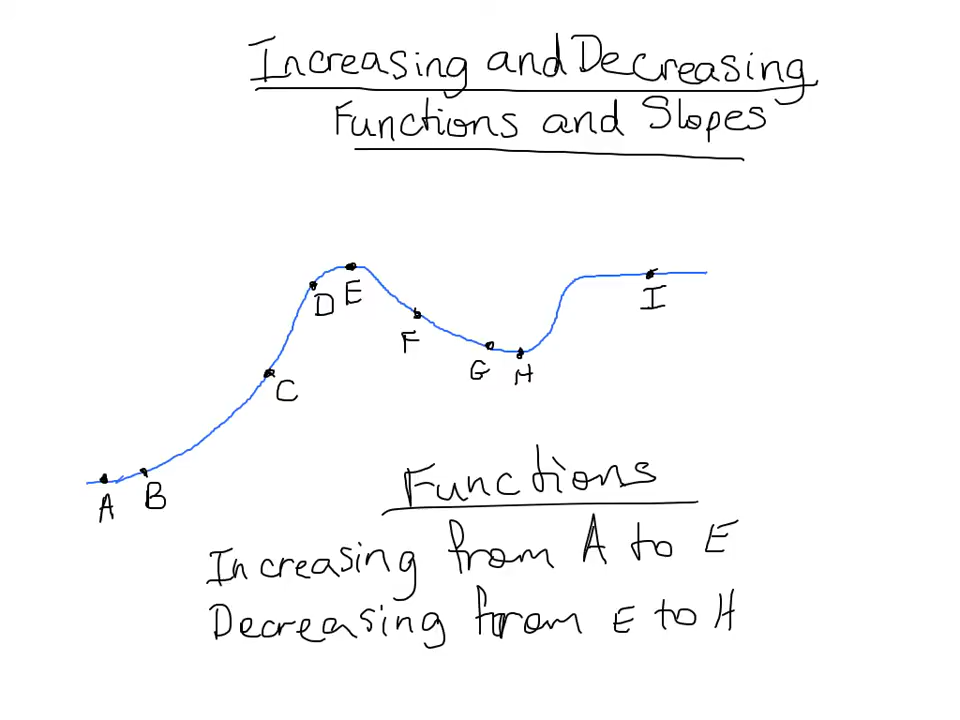 Increasing and Decreasing
Functions and Slopes
E
D
I
F
G
H
C
A
B
Functions
Increasing from A to E
Decreasing from E to H